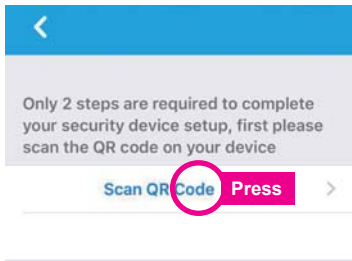 Only 2 steps are required to complete
your security device setup, first please
scan the QR code on your device
Scan QR Code Press